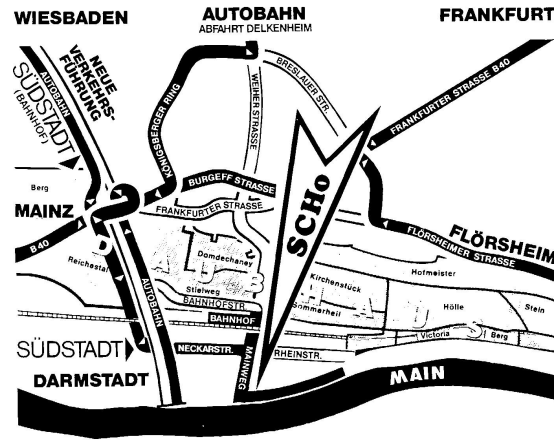 WIESBADEN
AUTOBAHN
ABFAHRT DELKENHEIM
FRANKFURT
NEUE
VERKEHRS-
FÜHRUNG
AUTOBAHN
SÜDSTADT
(BAHNHOF)
KÖNIGSBERGER RING
WEIHER STRASSE
BRESLAUER STR.
FRANKFURTER STRASSE B40
BURGEFF STRASSE
FRANKFURTER STRASSE
SCHo
Berg
MAINZ
B40
FLÖRSHEIM
FLÖRSHEIMER STRASSE
Domdechaney
Reichestal
Stielweg
Hofmeister
Kirchenstück
Sommerheil
Hölle
Stein
Victoria
Berg
BAHNHOFSTR
BAHNHOF
AUTOBAHN
SÜDSTADT
NECKARSTR.
MAINWEG
RHEINSTR.
DARMSTADT
MAIN